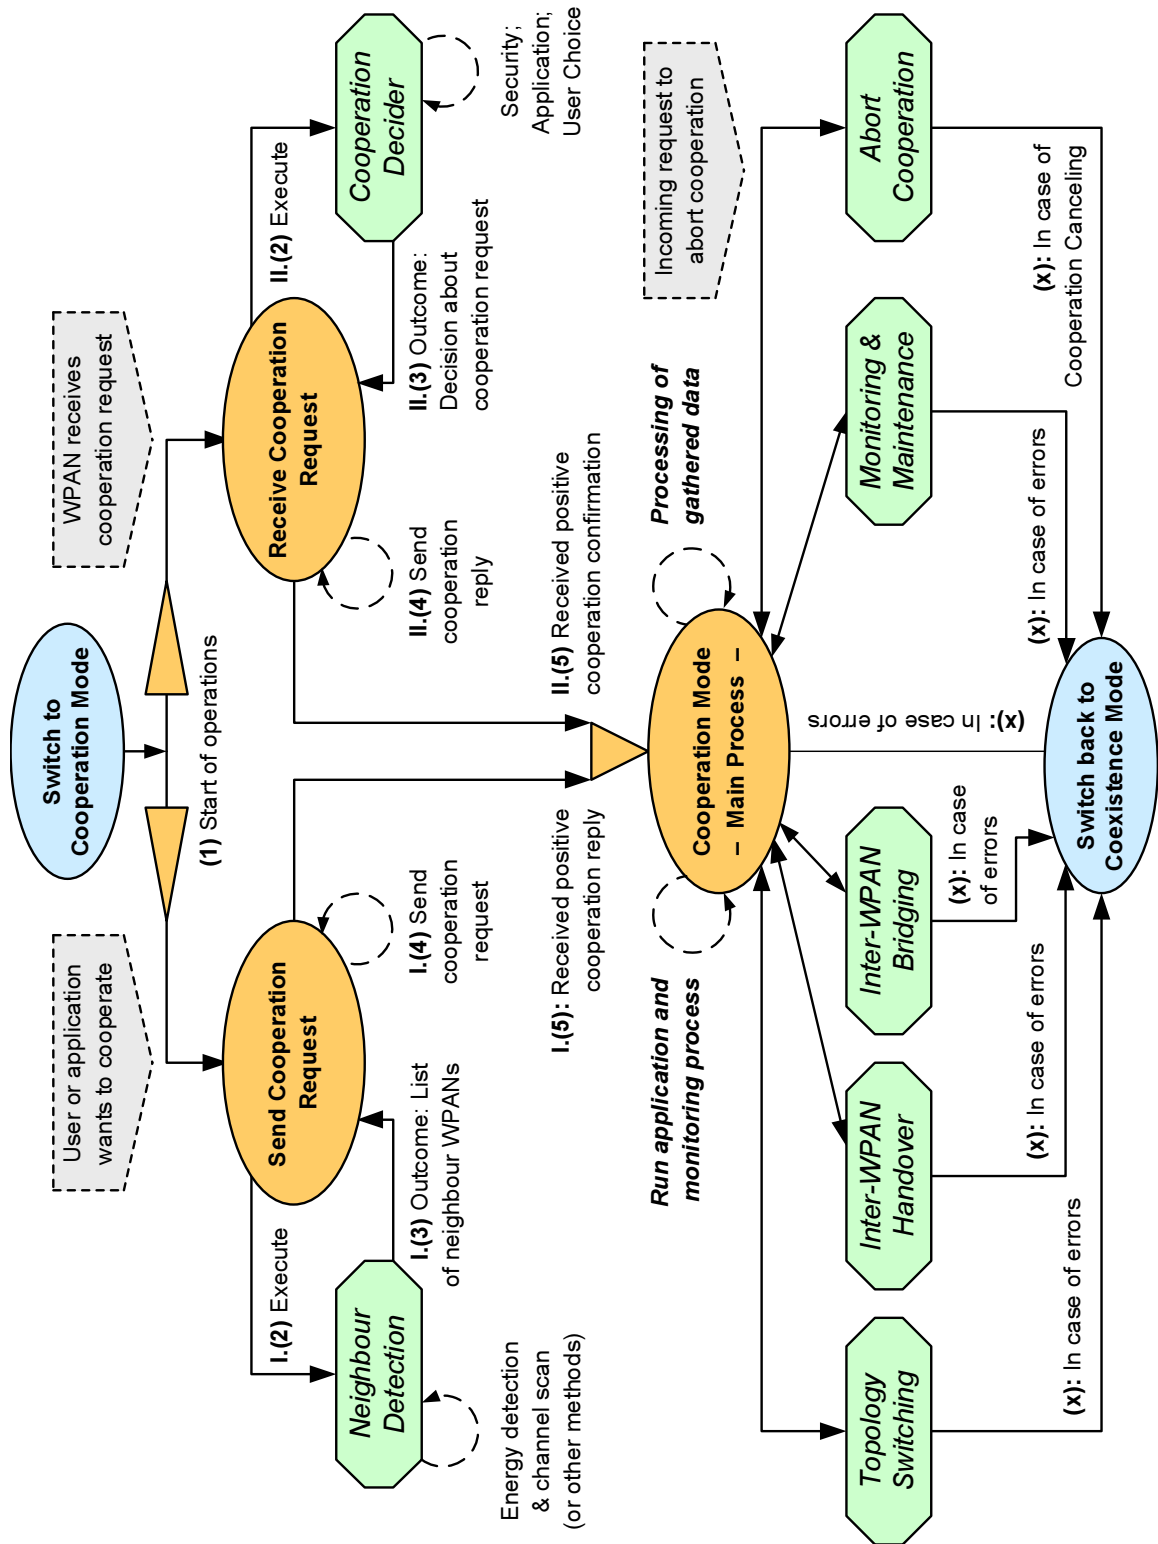 Switch to
Cooperation Mode
User or application
wants to cooperate
WPAN receives
cooperation request
(1) Start of operations
Send Cooperation
Request
Receive Cooperation
Request
I.(2) Execute
II.(2) Execute
Neighbour
Detection
Cooperation
Decider
I.(3) Outcome: List
of neighbour WPANs
I.(4) Send
cooperation
request
II.(4) Send
cooperation
reply
II.(3) Outcome:
Decision about
cooperation request
Energy detection
& channel scan
(or other methods)
Security;
Application;
User Choice
I.(5): Received positive
cooperation reply
II.(5) Received positive
cooperation confirmation
Run application and
monitoring process
Cooperation Mode
– Main Process –
Processing of
gathered data
Incoming request to
abort cooperation
Topology
Switching
Inter-WPAN
Handover
Inter-WPAN
Bridging
Monitoring &
Maintenance
Abort
Cooperation
(x): In case of errors
(x): In case of errors
(x): In case
of errors
(x): In case of errors
(x): In case of errors
(x): In case of
Cooperation Canceling
Switch back to
Coexistence Mode